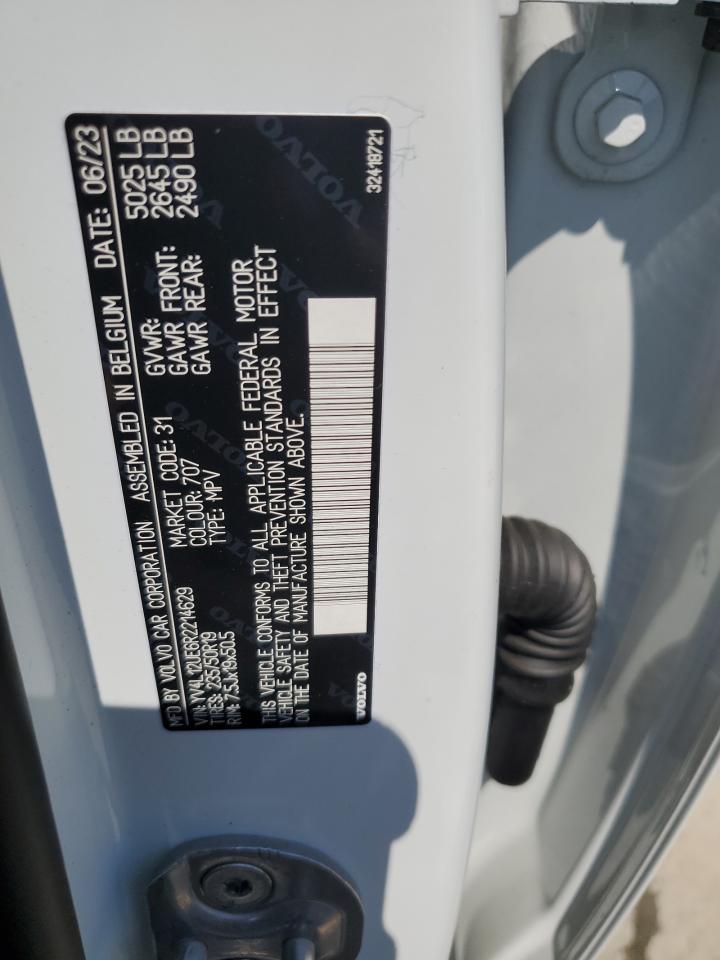 MFD BY VOLVO CAR CORPORATION ASSEMBLED IN BELGIUM DATE: 06/23
VIN: YV4L12UE6R2214629 MARKET CODE: 31 GVWR: 5025 LB
TIRES: 235/50R19 COLOUR: 707 GAWR FRONT: 2645 LB
RIM: 7.5Jx19x50.5 TYPE: MPV GAWR REAR: 2490 LB
THIS VEHICLE CONFORMS TO ALL APPLICABLE FEDERAL MOTOR
VEHICLE SAFETY AND THEFT PREVENTION STANDARDS IN EFFECT
ON THE DATE OF MANUFACTURE SHOWN ABOVE.
VOLVO 32418721